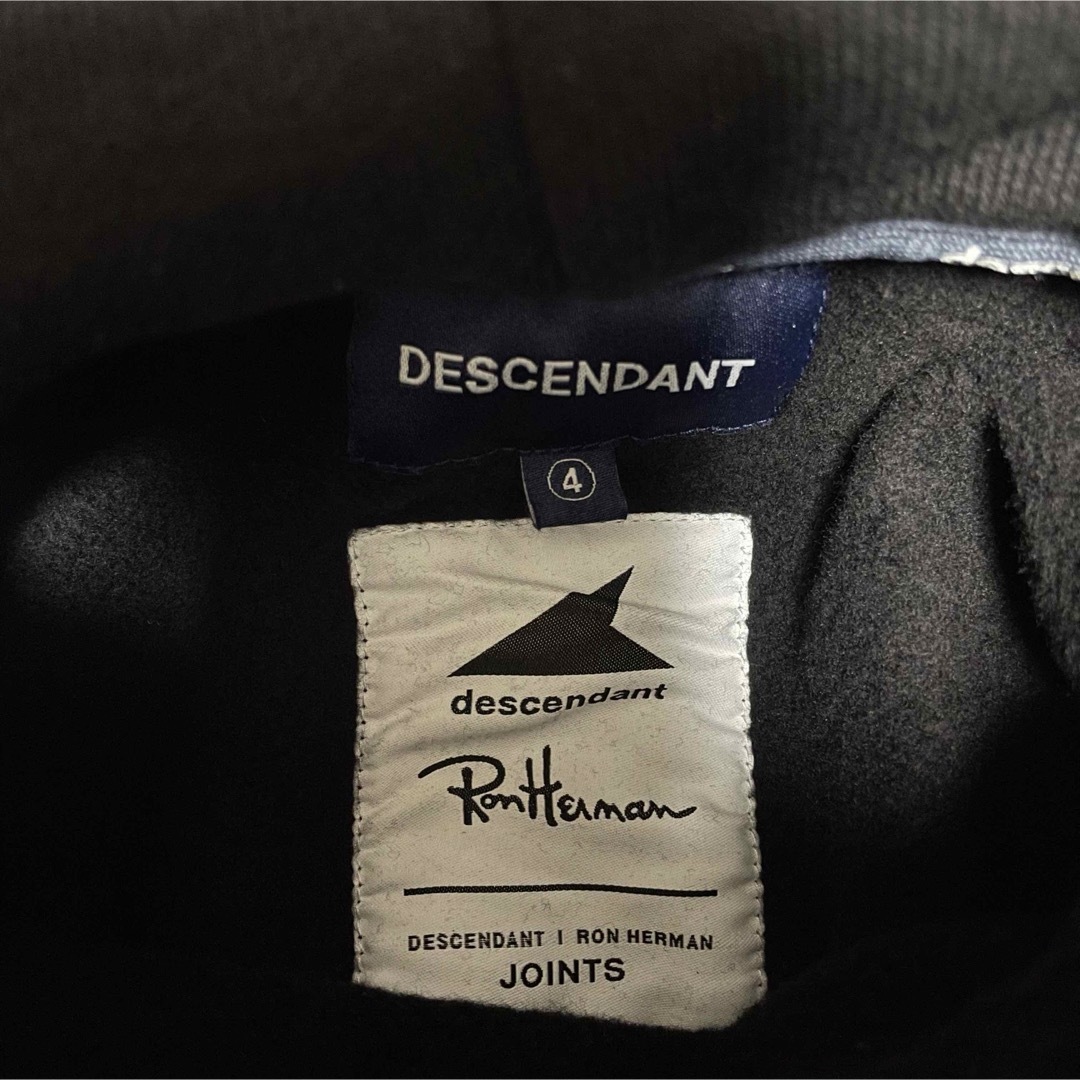 DESCENDANT
4
descendant
Ron Herman
DESCENDANT | RON HERMAN
JOINTS